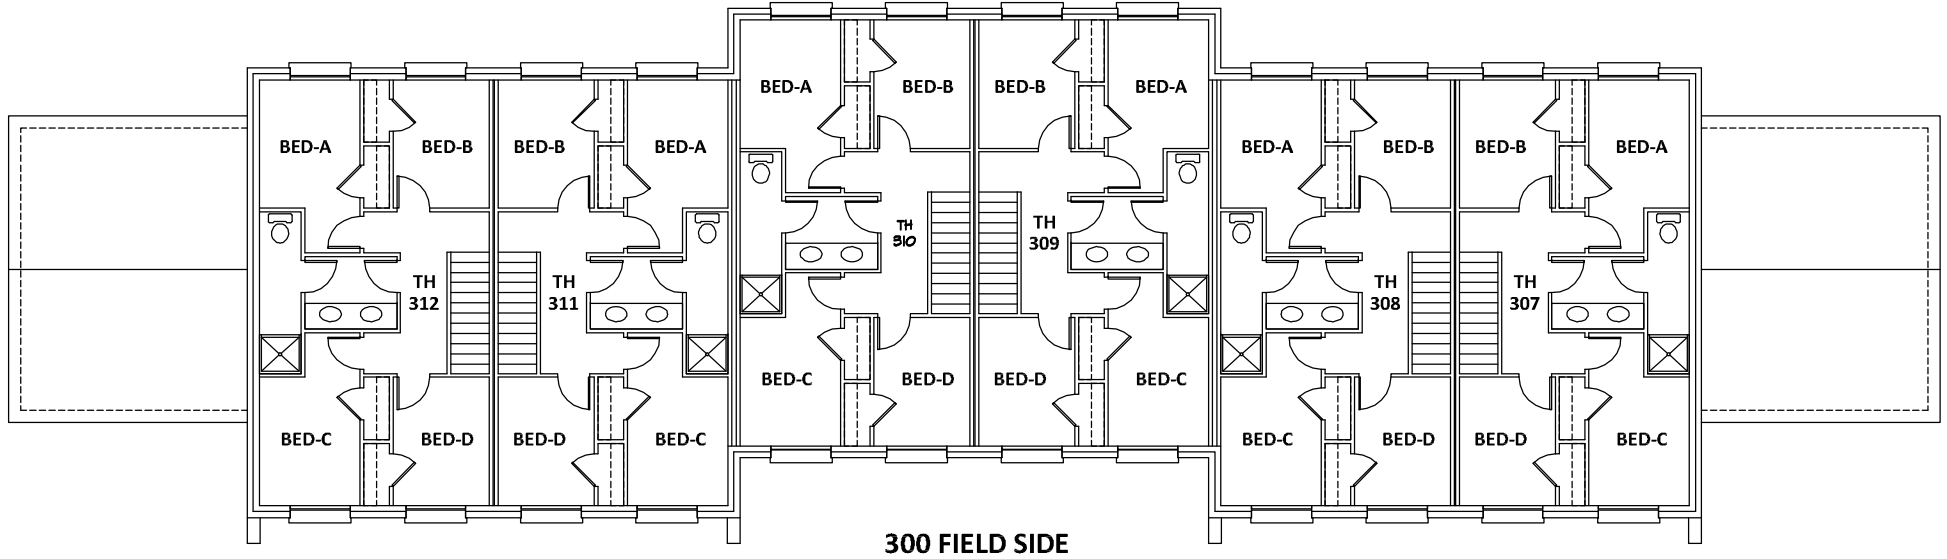 BED-A
BED-B
BED-B
BED-A
BED-A
BED-B
BED-B
BED-A
BED-A
BED-B
BED-B
BED-A
TH
312
TH
311
TH
310
TH
309
TH
308
TH
307
BED-C
BED-D
BED-D
BED-C
BED-C
BED-D
BED-D
BED-C
BED-C
BED-D
BED-D
BED-C
300 FIELD SIDE